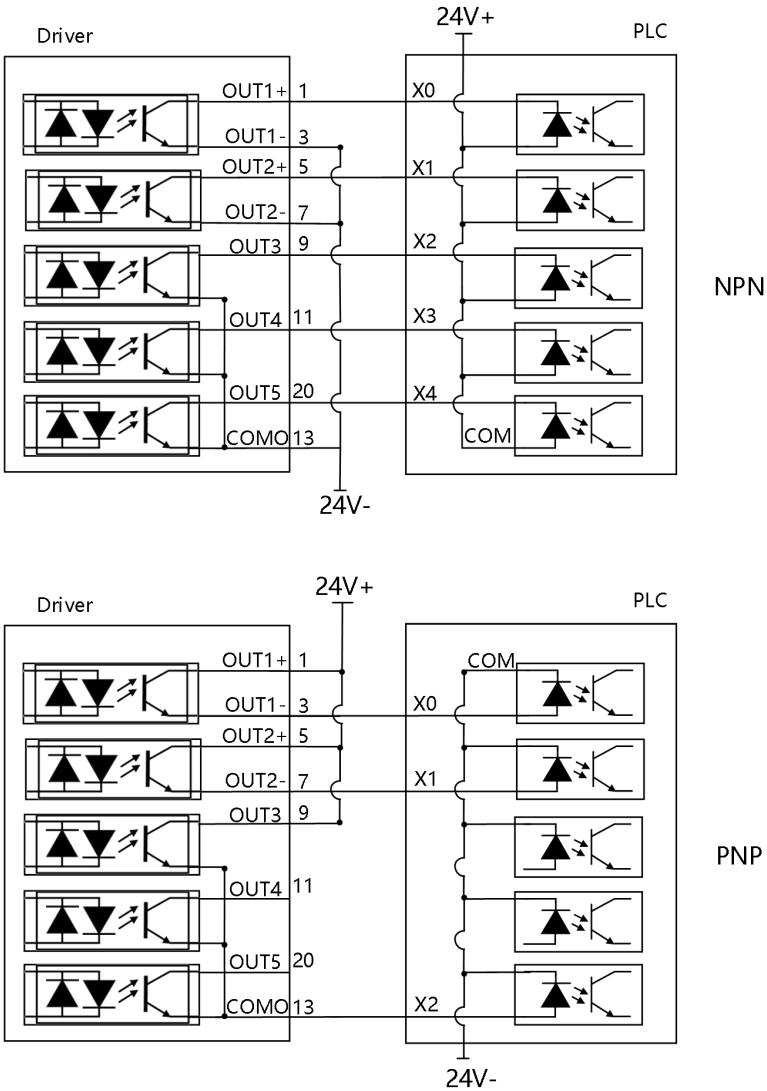 24V+
Driver
PLC
OUT1+ 1 X0
OUT1- 3
OUT2+ 5 X1
OUT2- 7
OUT3 9 X2
NPN
OUT4 11 X3
OUT5 20 X4
COMO 13 COM
24V-
24V+
Driver
PLC
OUT1+ 1 COM
OUT1- 3 X0
OUT2+ 5
OUT2- 7 X1
OUT3 9
PNP
OUT4 11
OUT5 20
COMO 13 X2
24V-